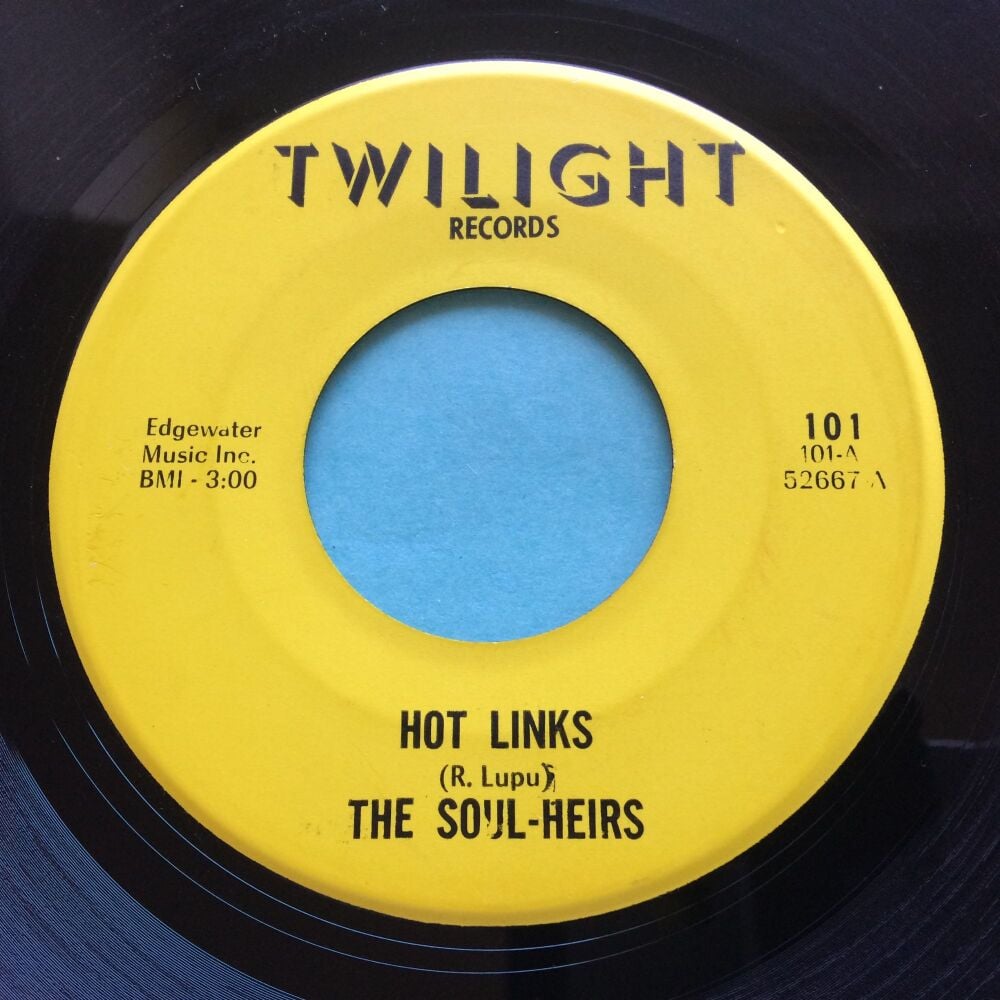 TWILIGHT
RECORDS
Edgewater
Music Inc.
BMI - 3:00
101
101-A
52667 A
HOT LINKS
(R. Lupu)
THE SOUL-HEIRS